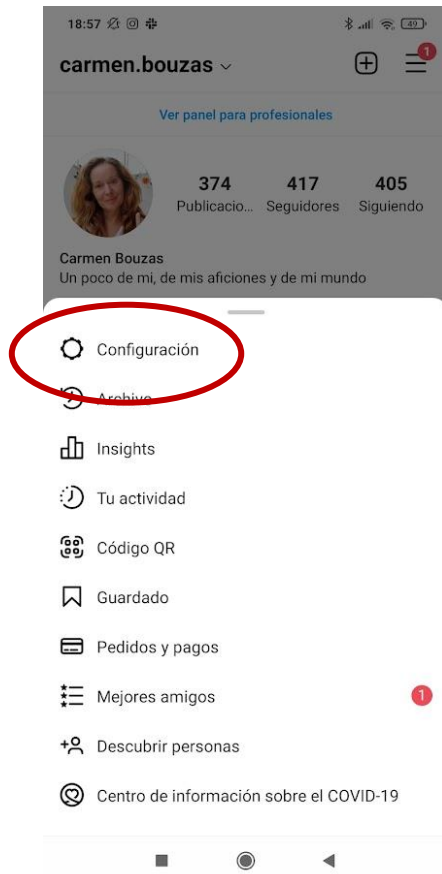 18:57
49
carmen.bouzas
1
Ver panel para profesionales
374 417 405
Publicacio... Seguidores Siguiendo
Carmen Bouzas
Un poco de mi, de mis aficiones y de mi mundo
Configuración
Archivo
Insights
Tu actividad
Código QR
Guardado
Pedidos y pagos
Mejores amigos
1
Descubrir personas
Centro de información sobre el COVID-19